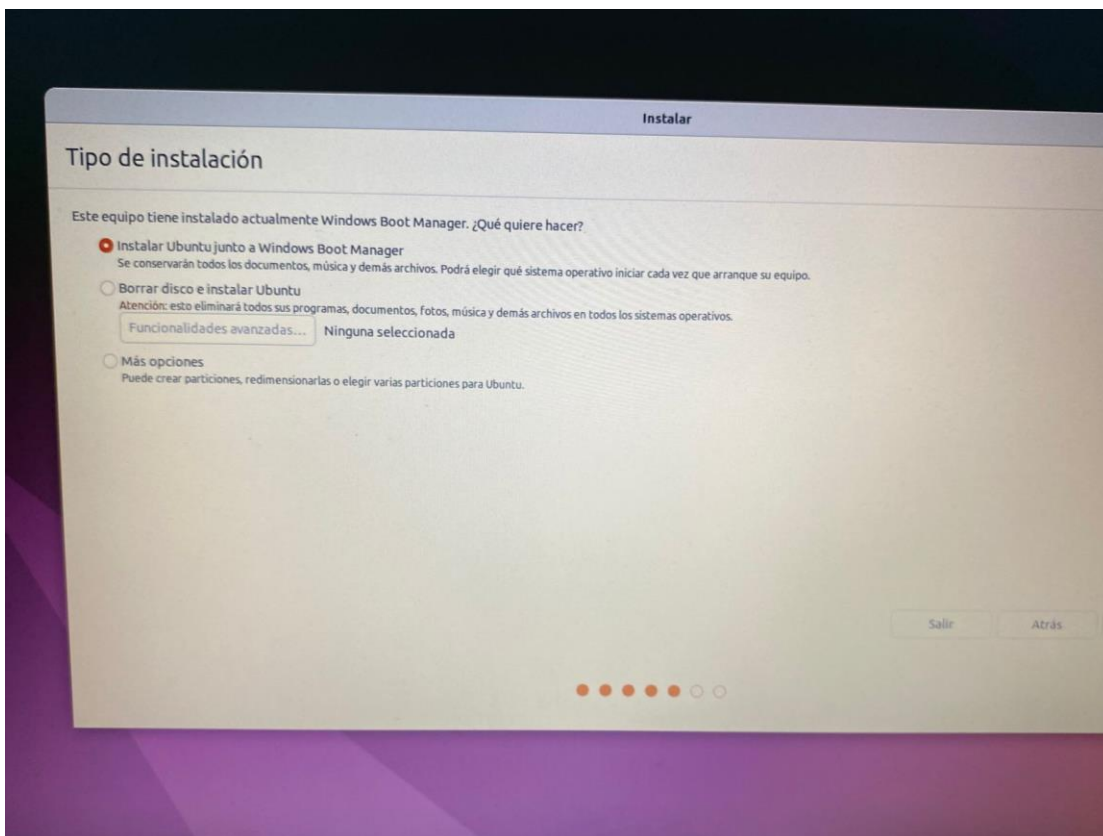 Instalar
Tipo de instalación
Este equipo tiene instalado actualmente Windows Boot Manager. ¿Qué quiere hacer?
Instalar Ubuntu junto a Windows Boot Manager
Se conservarán todos los documentos, música y demás archivos. Podrá elegir qué sistema operativo iniciar cada vez que arranque su equipo.
Borrar disco e instalar Ubuntu
Atención: esto eliminará todos sus programas, documentos, fotos, música y demás archivos en todos los sistemas operativos.
Funcionalidades avanzadas... Ninguna seleccionada
Más opciones
Puede crear particiones, redimensionarlas o elegir varias particiones para Ubuntu.
Salir Atrás